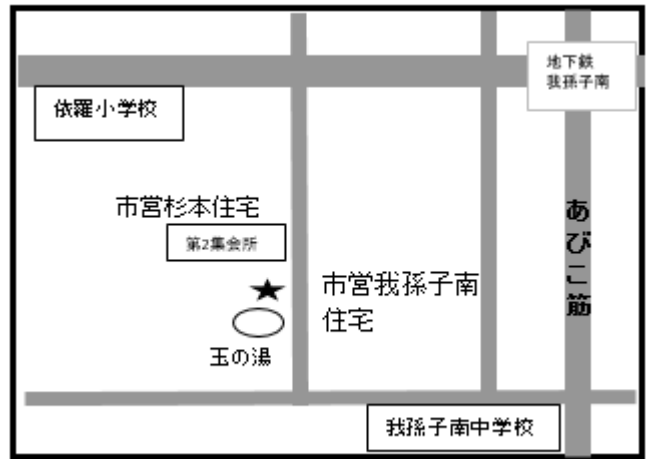 地下鉄
我孫子南
依羅小学校
市営杉本住宅
第2集会所
あびこ筋
市営我孫子南
住宅
玉の湯
我孫子南中学校